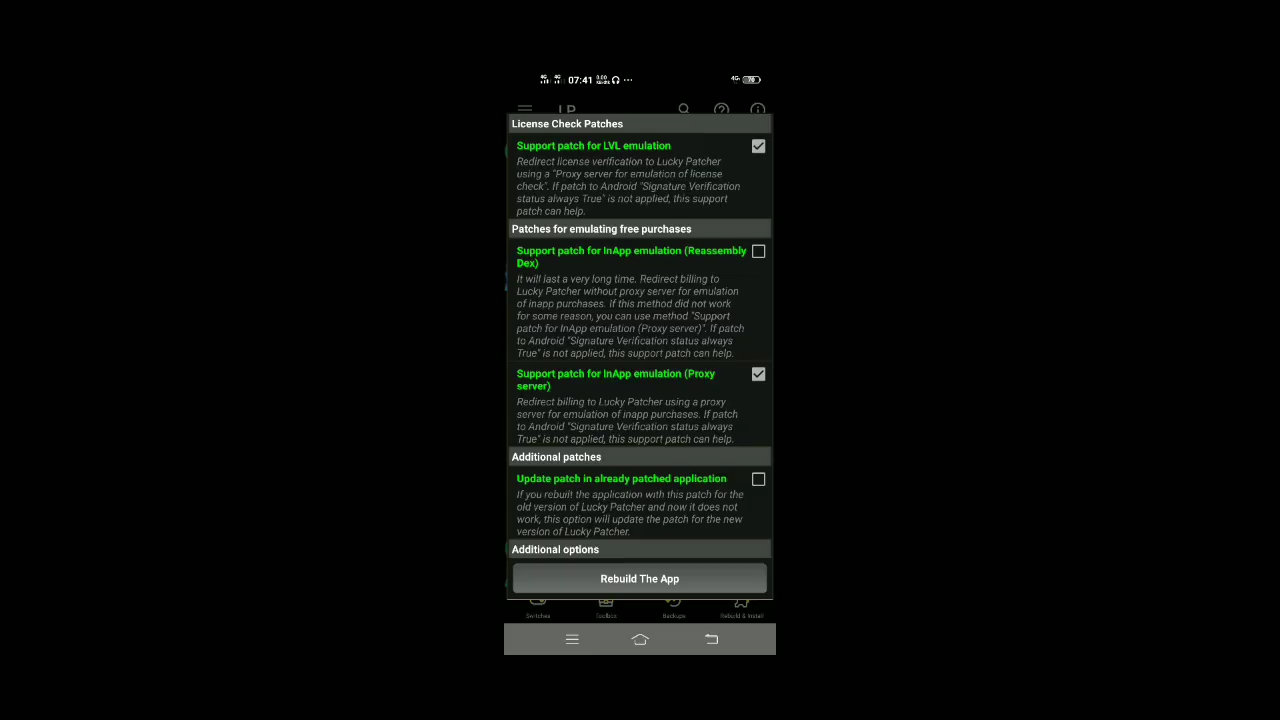 07:41
4G 70
LP
License Check Patches
Support patch for LVL emulation
Redirect license verification to Lucky Patcher
using a "Proxy server for emulation of license
check". If patch to Android "Signature Verification
status always True" is not applied, this support
patch can help.
Patches for emulating free purchases
Support patch for InApp emulation (Reassembly
Dex)
It will last a very long time. Redirect billing to
Lucky Patcher without proxy server for emulation
of inapp purchases. If this method did not work
for some reason, you can use method "Support
patch for InApp emulation (Proxy server)". If patch
to Android "Signature Verification status always
True" is not applied, this support patch can help.
Support patch for InApp emulation (Proxy
server)
Redirect billing to Lucky Patcher using a proxy
server for emulation of inapp purchases. If patch
to Android "Signature Verification status always
True" is not applied, this support patch can help.
Additional patches
Update patch in already patched application
If you rebuilt the application with this patch for the
old version of Lucky Patcher and now it does not
work, this option will update the patch for the new
version of Lucky Patcher.
Additional options
Rebuild The App
Switches Toolbox Backups Rebuild & Install